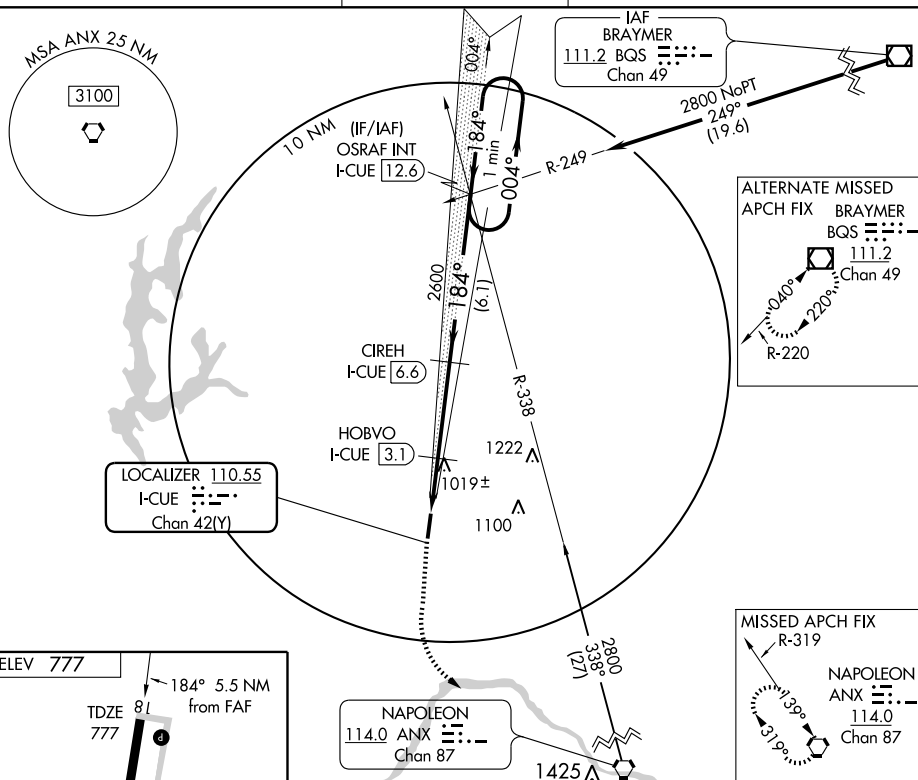 MSA ANX 25 NM
3100
10 NM
(IF/IAF)
OSRAF INT
I-CUE 12.6
004°
184°
1 min
004°
IAF
BRAYMER
111.2 BQS
Chan 49
2800 NoPT
249°
(19.6)
R-249
ALTERNATE MISSED
APCH FIX
BRAYMER
BQS
111.2
Chan 49
040°
220°
R-220
2600
184°
(6.1)
CIREH
I-CUE 6.6
R-338
HOBVO
I-CUE 3.1
1019±
1222
1100
LOCALIZER 110.55
I-CUE
Chan 42(Y)
2800
338°
(27)
NAPOLEON
114.0 ANX
Chan 87
1425
MISSED APCH FIX
R-319
NAPOLEON
ANX
114.0
Chan 87
139°
319°
ELEV 777
184° 5.5 NM
from FAF
TDZE
777
18
P